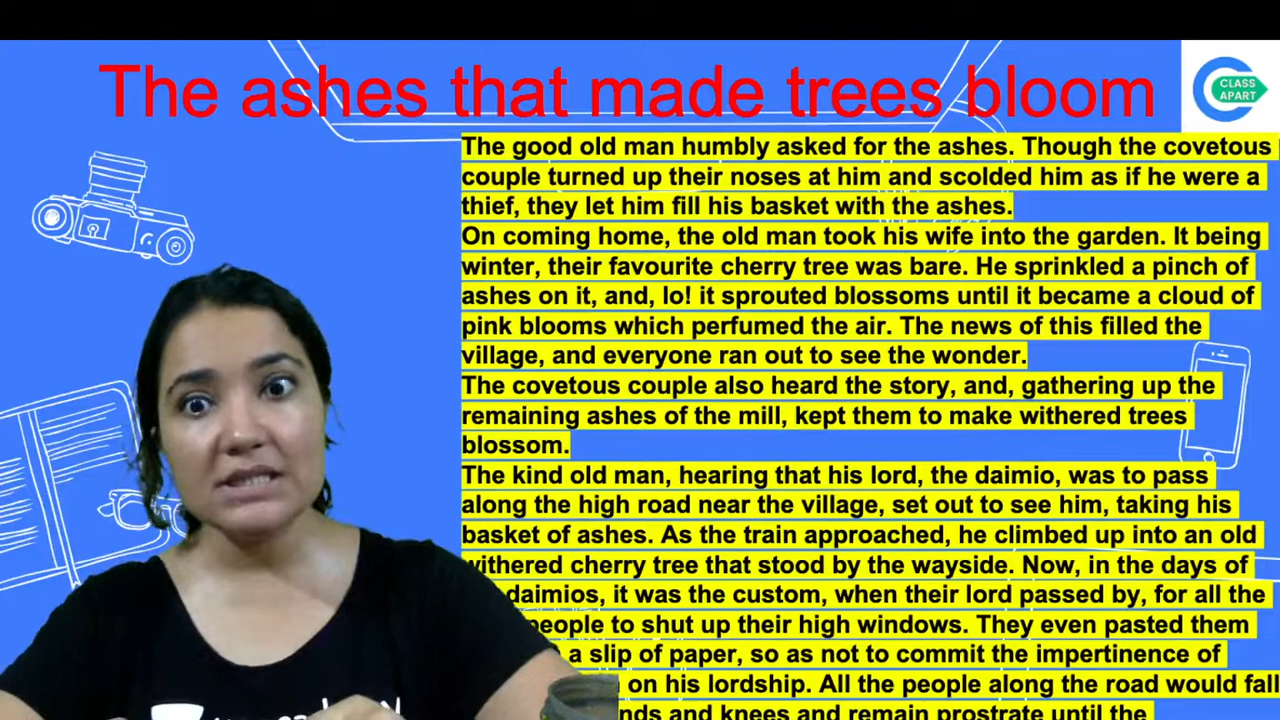 The ashes that made trees bloom
CLASS
APART
The good old man humbly asked for the ashes. Though the covetous
couple turned up their noses at him and scolded him as if he were a
thief, they let him fill his basket with the ashes.
On coming home, the old man took his wife into the garden. It being
winter, their favourite cherry tree was bare. He sprinkled a pinch of
ashes on it, and, lo! it sprouted blossoms until it became a cloud of
pink blooms which perfumed the air. The news of this filled the
village, and everyone ran out to see the wonder.
The covetous couple also heard the story, and, gathering up the
remaining ashes of the mill, kept them to make withered trees
blossom.
The kind old man, hearing that his lord, the daimio, was to pass
along the high road near the village, set out to see him, taking his
basket of ashes. As the train approached, he climbed up into an old
withered cherry tree that stood by the wayside. Now, in the days of
daimios, it was the custom, when their lord passed by, for all the
people to shut up their high windows. They even pasted them
a slip of paper, so as not to commit the impertinence of
on his lordship. All the people along the road would fall
and knees and remain prostrate until the